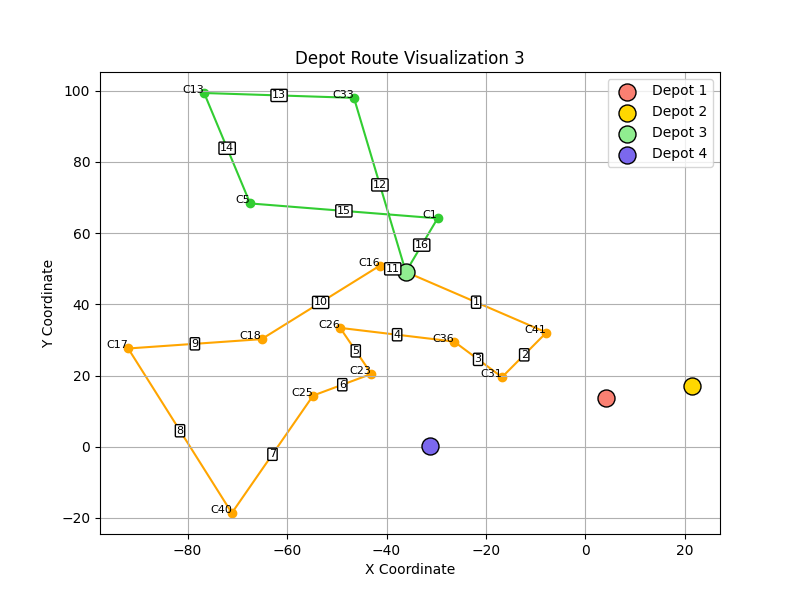 Depot Route Visualization 3
Depot 1
Depot 2
Depot 3
Depot 4
Y Coordinate
100
80
60
40
20
0
−20
C13
13
C33
14
12
C5
15
C1
16
C16
11
10
1
C26
4
C36
C41
C17
9
C18
5
3
2
C23
C31
6
C25
8
7
C40
−80
−60
−40
−20
0
20
X Coordinate